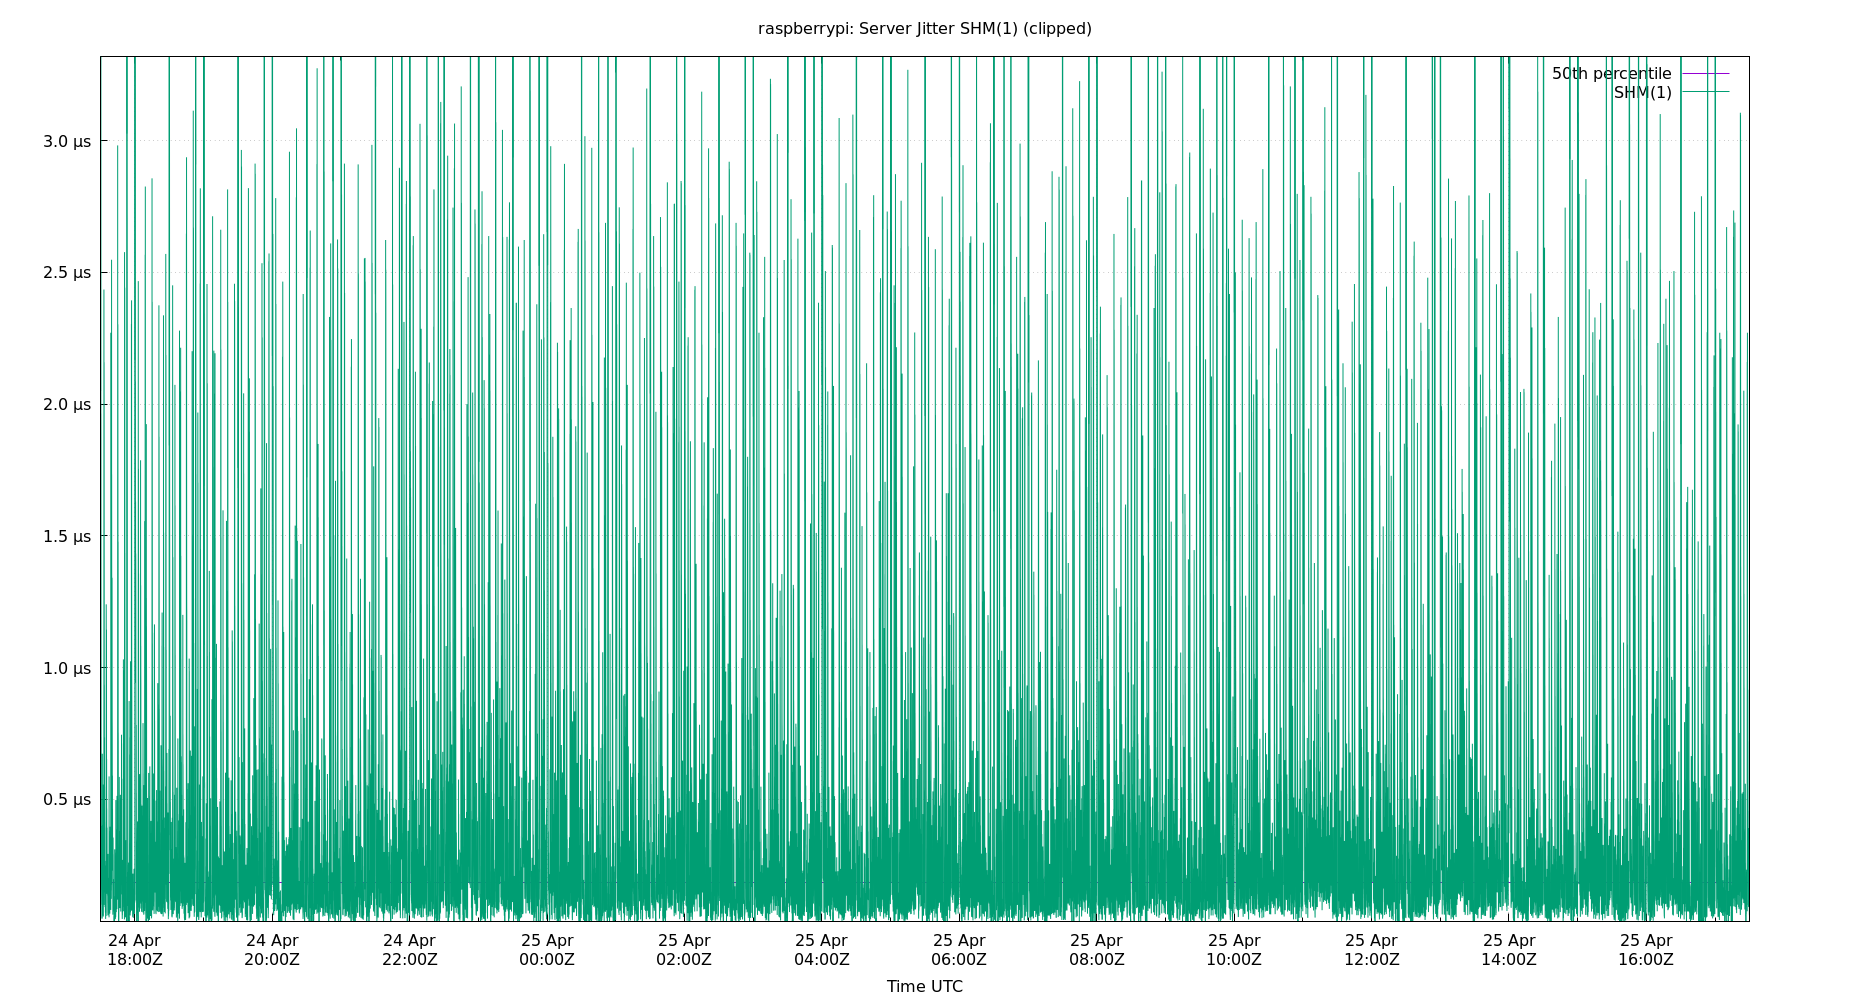 raspberrypi: Server Jitter SHM(1) (clipped)
50th percentile
SHM(1)
3.0 µs
2.5 µs
2.0 µs
1.5 µs
1.0 µs
0.5 µs
24 Apr 24 Apr 24 Apr 25 Apr 25 Apr 25 Apr 25 Apr 25 Apr 25 Apr 25 Apr 25 Apr 25 Apr
18:00Z 20:00Z 22:00Z 00:00Z 02:00Z 04:00Z 06:00Z 08:00Z 10:00Z 12:00Z 14:00Z 16:00Z
Time UTC